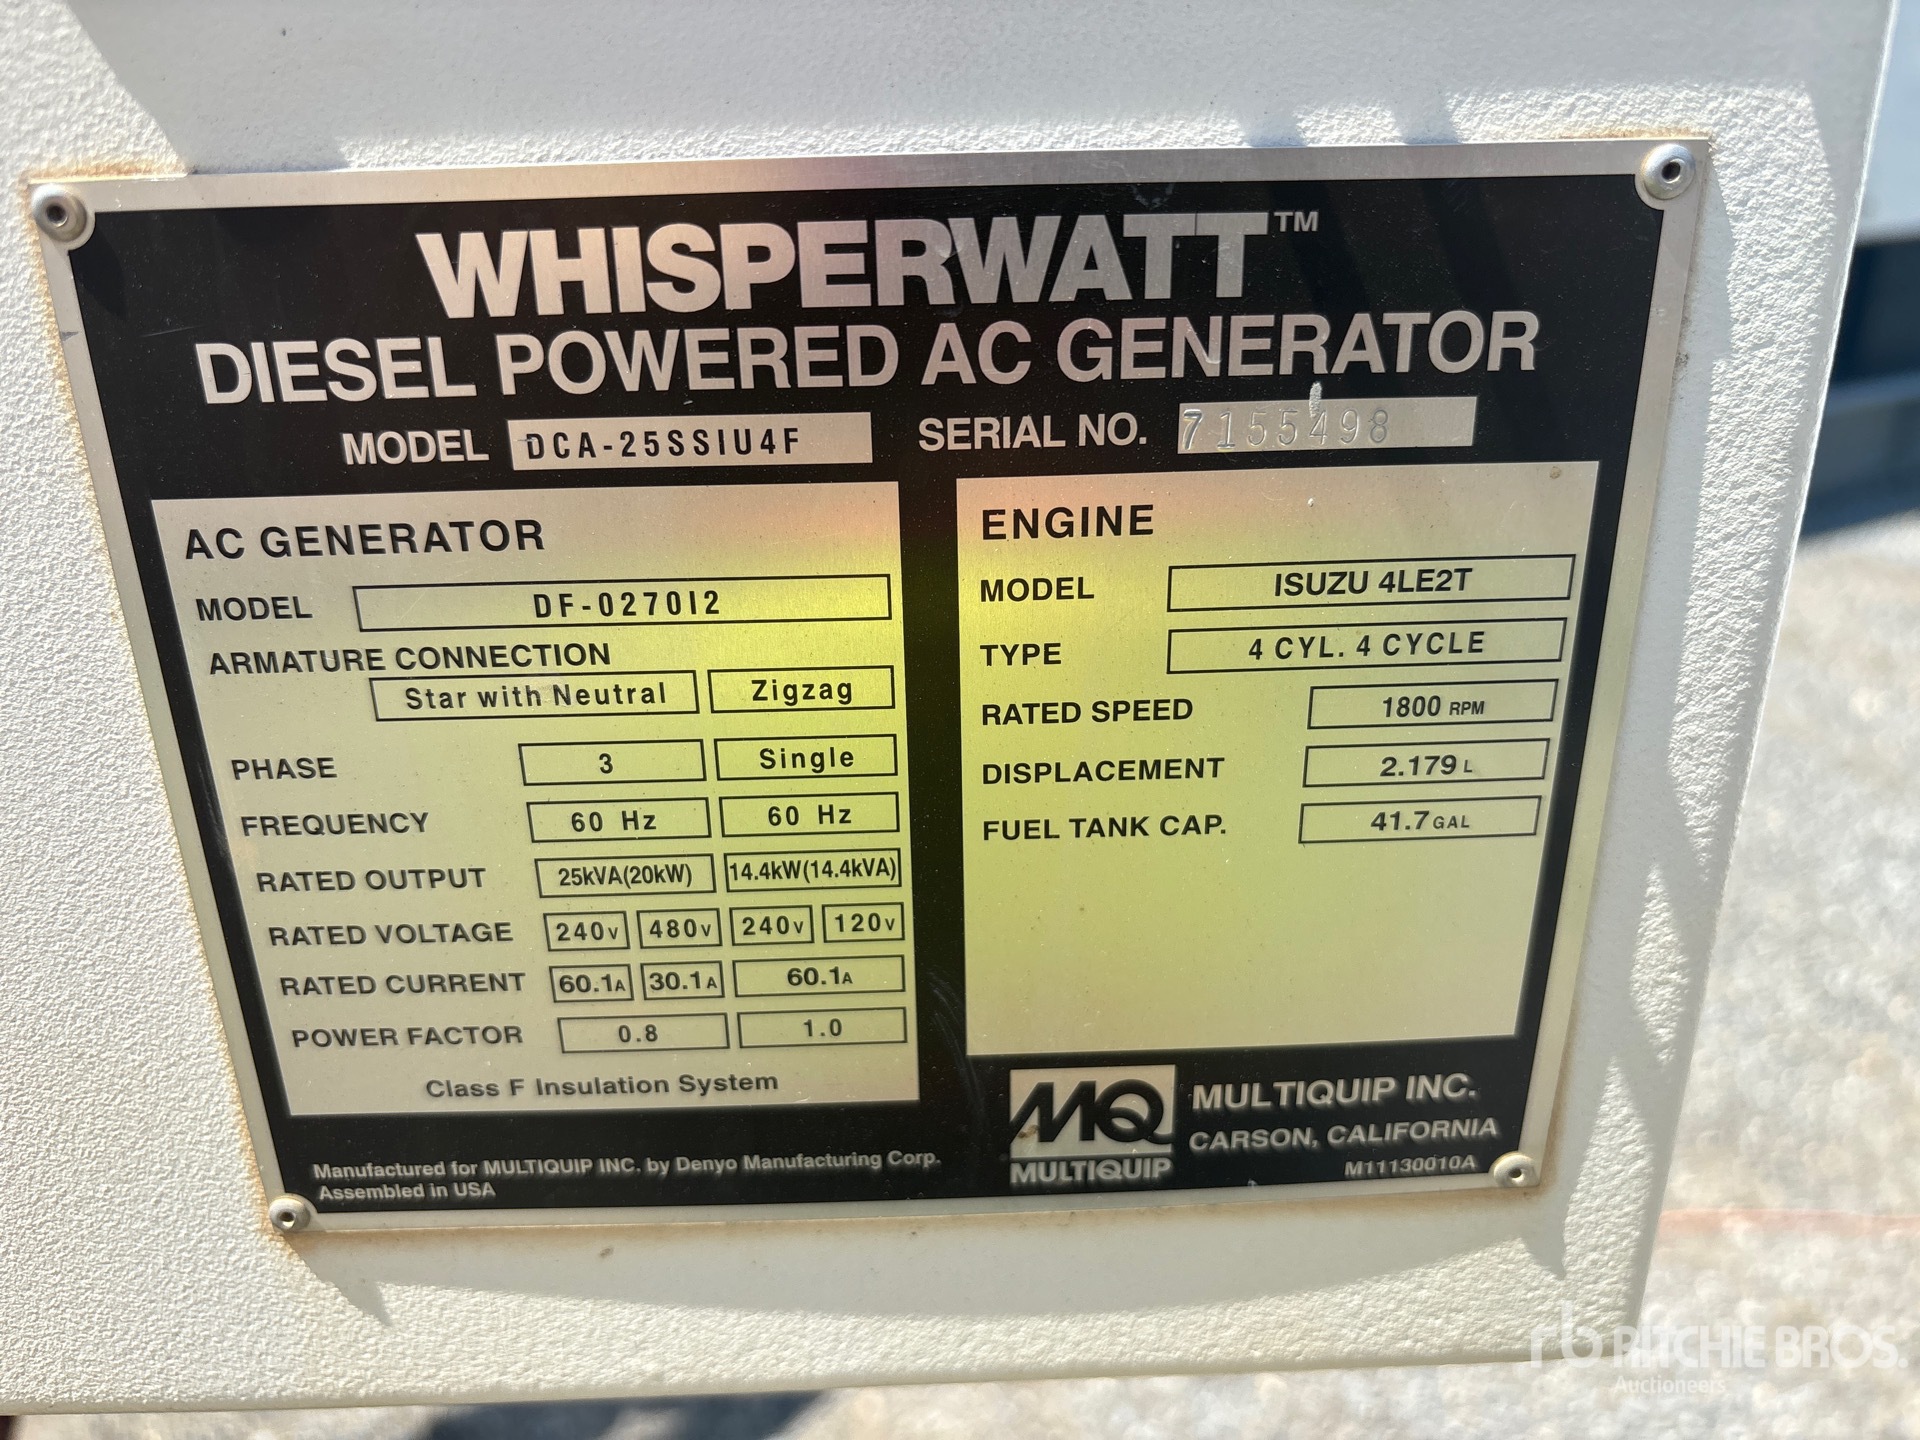 WHISPERWATT™
DIESEL POWERED AC GENERATOR
MODEL DCA-25SSIU4F SERIAL NO. 7155498
AC GENERATOR
MODEL DF-0270I2
ARMATURE CONNECTION
Star with Neutral Zigzag
PHASE 3 Single
FREQUENCY 60 Hz 60 Hz
RATED OUTPUT 25kVA(20kW) 14.4kW(14.4kVA)
RATED VOLTAGE 240V 480V 240V 120V
RATED CURRENT 60.1A 30.1A 60.1A
POWER FACTOR 0.8 1.0
Class F Insulation System
ENGINE
MODEL ISUZU 4LE2T
TYPE 4 CYL. 4 CYCLE
RATED SPEED 1800 RPM
DISPLACEMENT 2.179 L
FUEL TANK CAP. 41.7 GAL
Manufactured for MULTIQUIP INC. by Denyo Manufacturing Corp.
Assembled in USA
MQ
MULTIQUIP
MULTIQUIP INC.
CARSON, CALIFORNIA
M11130010A
rb RITCHIE BROS.
Auctioneers